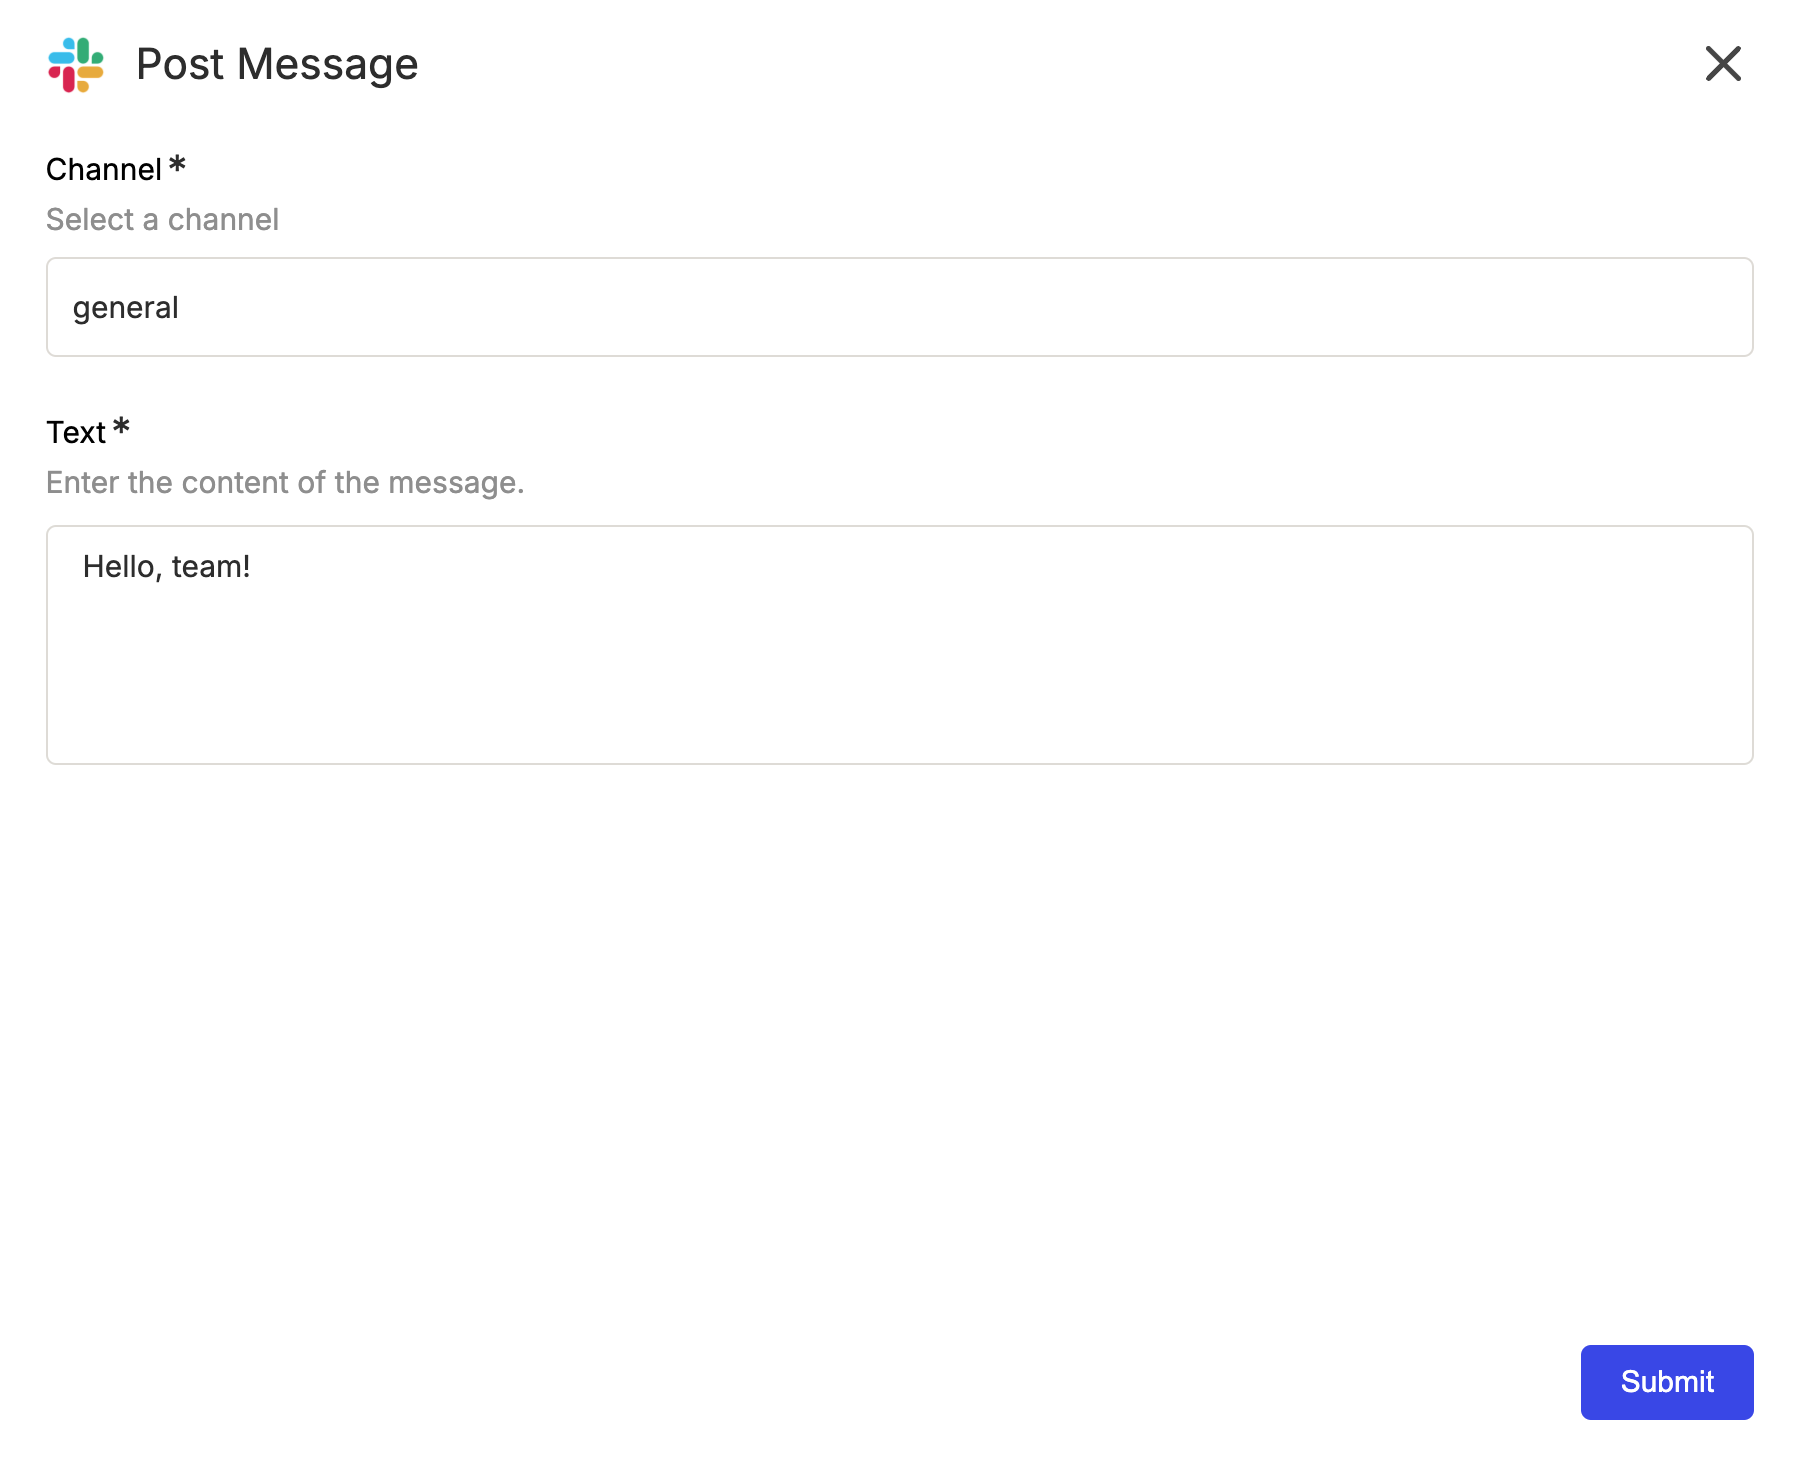 Post Message
Channel *
Select a channel
general
Text *
Enter the content of the message.
Hello, team!
Submit